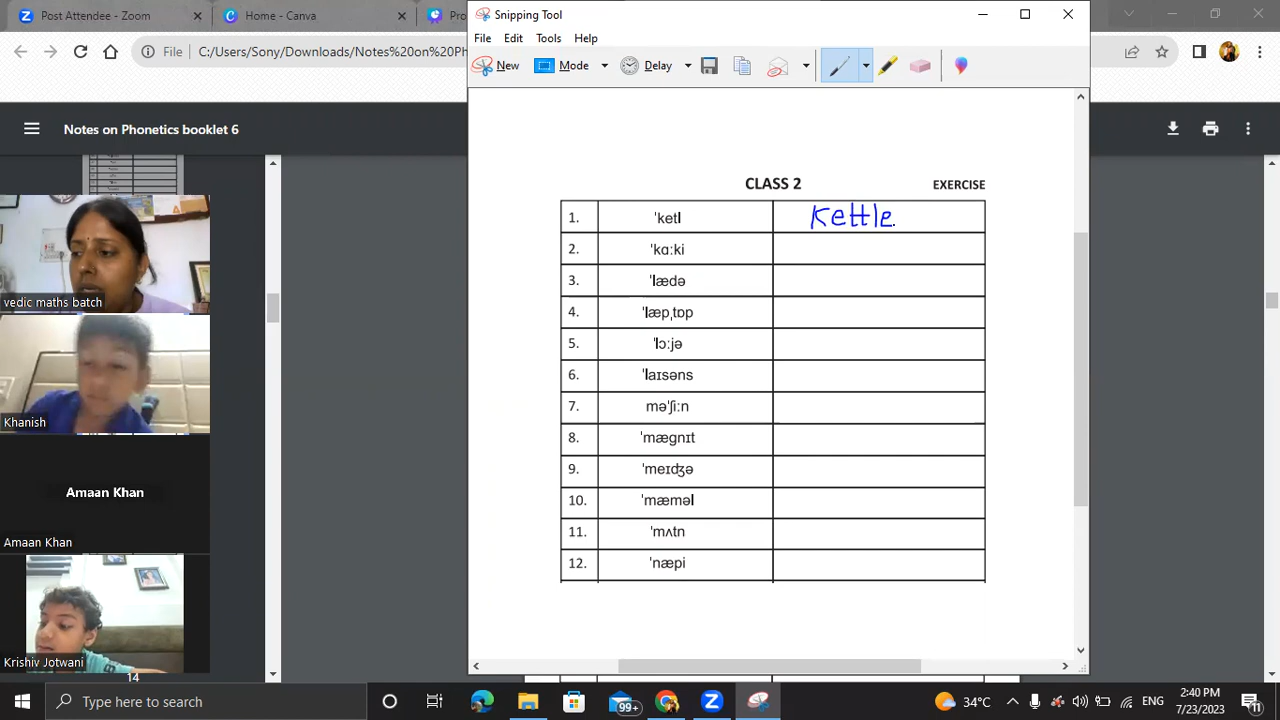 Post Attendee - Zoom
Home - Canva
Pro
Snipping Tool
File Edit Tools Help
New Mode Delay
File C:/Users/Sony/Downloads/Notes%20on%20Ph
Notes on Phonetics booklet 6
CLASS 2 EXERCISE
1. ˈketl Kettle
2. ˈkɑːki
3. ˈlædə
4. ˈlæpˌtɒp
5. ˈlɔːjə
6. ˈlaɪsəns
7. məˈʃiːn
8. ˈmægnɪt
9. ˈmeɪʤə
10. ˈmæməl
11. ˈmʌtn
12. ˈnæpi
vedic maths batch
Khanish
Amaan Khan
Amaan Khan
Krishiv Jotwani
14
Type here to search
99+
34°C
ENG
2:40 PM
7/23/2023
11